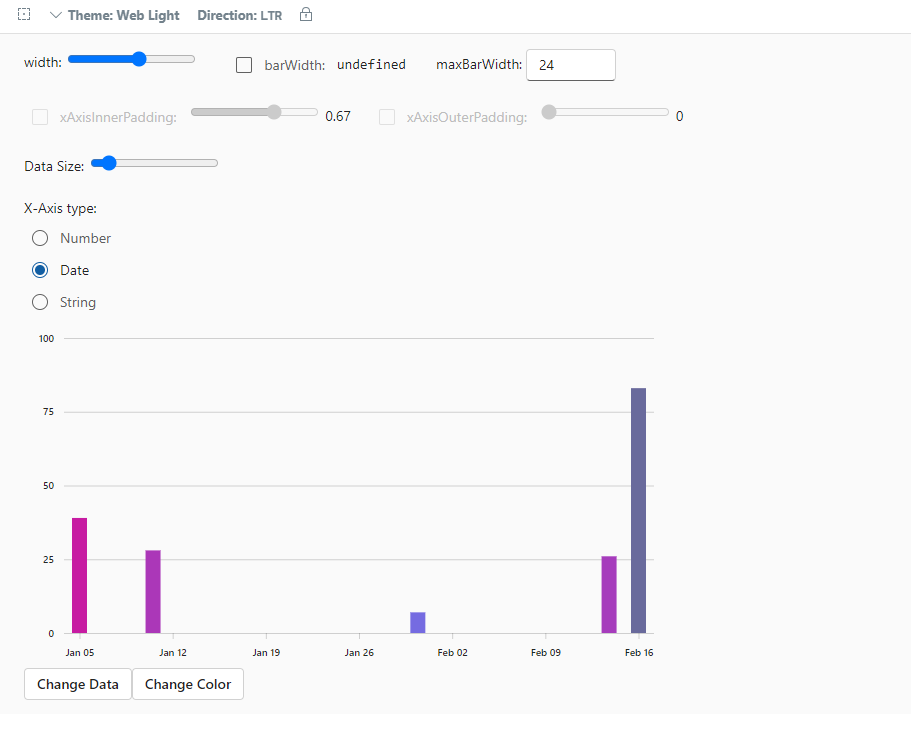 Theme: Web Light Direction: LTR
width: barWidth: undefined maxBarWidth: 24
xAxisInnerPadding: 0.67 xAxisOuterPadding: 0
Data Size:
X-Axis type:
Number
Date
String
100
75
50
25
0
Jan 05 Jan 12 Jan 19 Jan 26 Feb 02 Feb 09 Feb 16
Change Data Change Color